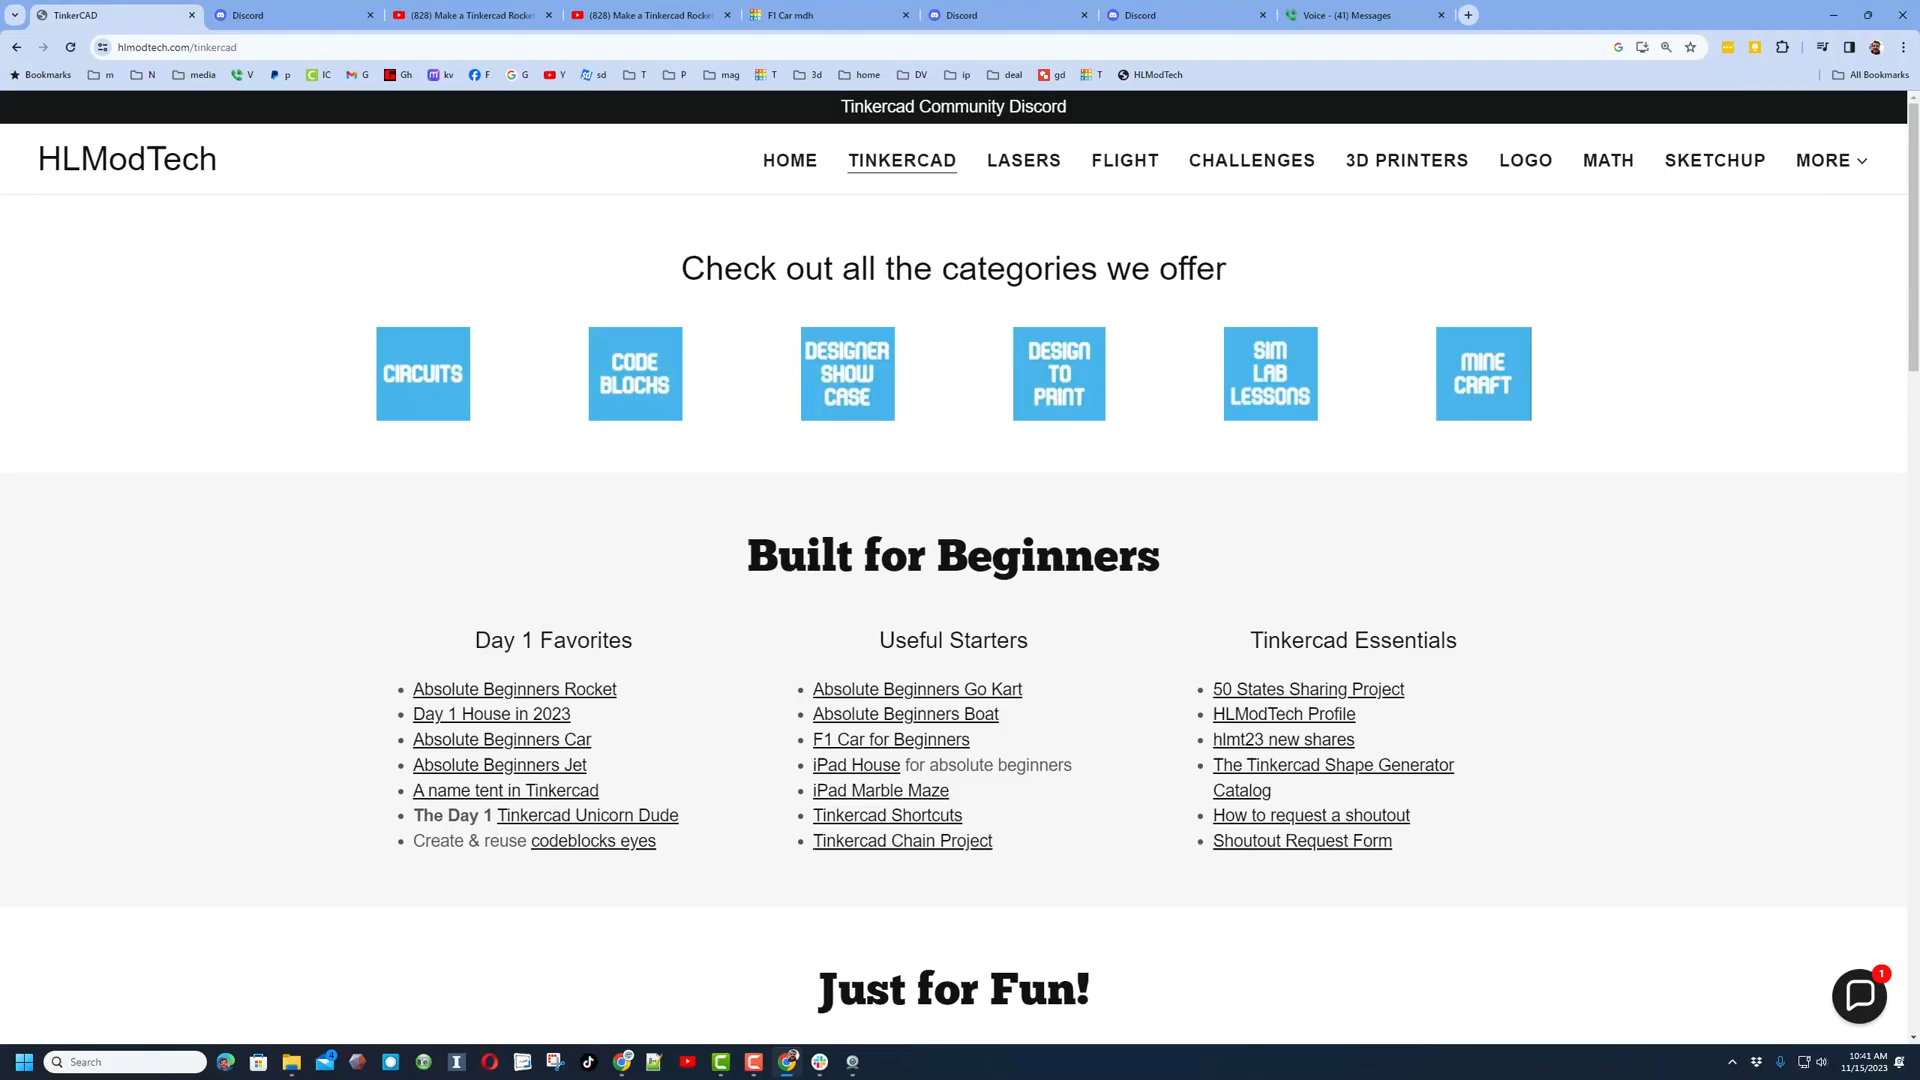 TinkerCAD
Discord
(828) Make a Tinkercad Rocket
(828) Make a Tinkercad Rocket
F1 Car mdh
Discord
Discord
Voice - (41) Messages
hlmodtech.com/tinkercad
Bookmarks m N media V p IC G Gh kv F G Y sd T P mag T 3d home DV ip deal gd T HLModTech All Bookmarks
Tinkercad Community Discord
HLModTech
HOME TINKERCAD LASERS FLIGHT CHALLENGES 3D PRINTERS LOGO MATH SKETCHUP MORE
Check out all the categories we offer
CIRCUITS
CODE
BLOCKS
DESIGNER
SHOW
CASE
DESIGN
TO
PRINT
SIM
LAB
LESSONS
MINE
CRAFT
Built for Beginners
Day 1 Favorites
Absolute Beginners Rocket
Day 1 House in 2023
Absolute Beginners Car
Absolute Beginners Jet
A name tent in Tinkercad
The Day 1 Tinkercad Unicorn Dude
Create & reuse codeblocks eyes
Useful Starters
Absolute Beginners Go Kart
Absolute Beginners Boat
F1 Car for Beginners
iPad House for absolute beginners
iPad Marble Maze
Tinkercad Shortcuts
Tinkercad Chain Project
Tinkercad Essentials
50 States Sharing Project
HLModTech Profile
hlmt23 new shares
The Tinkercad Shape Generator
Catalog
How to request a shoutout
Shoutout Request Form
Just for Fun!
1
Search
10:41 AM
11/15/2023